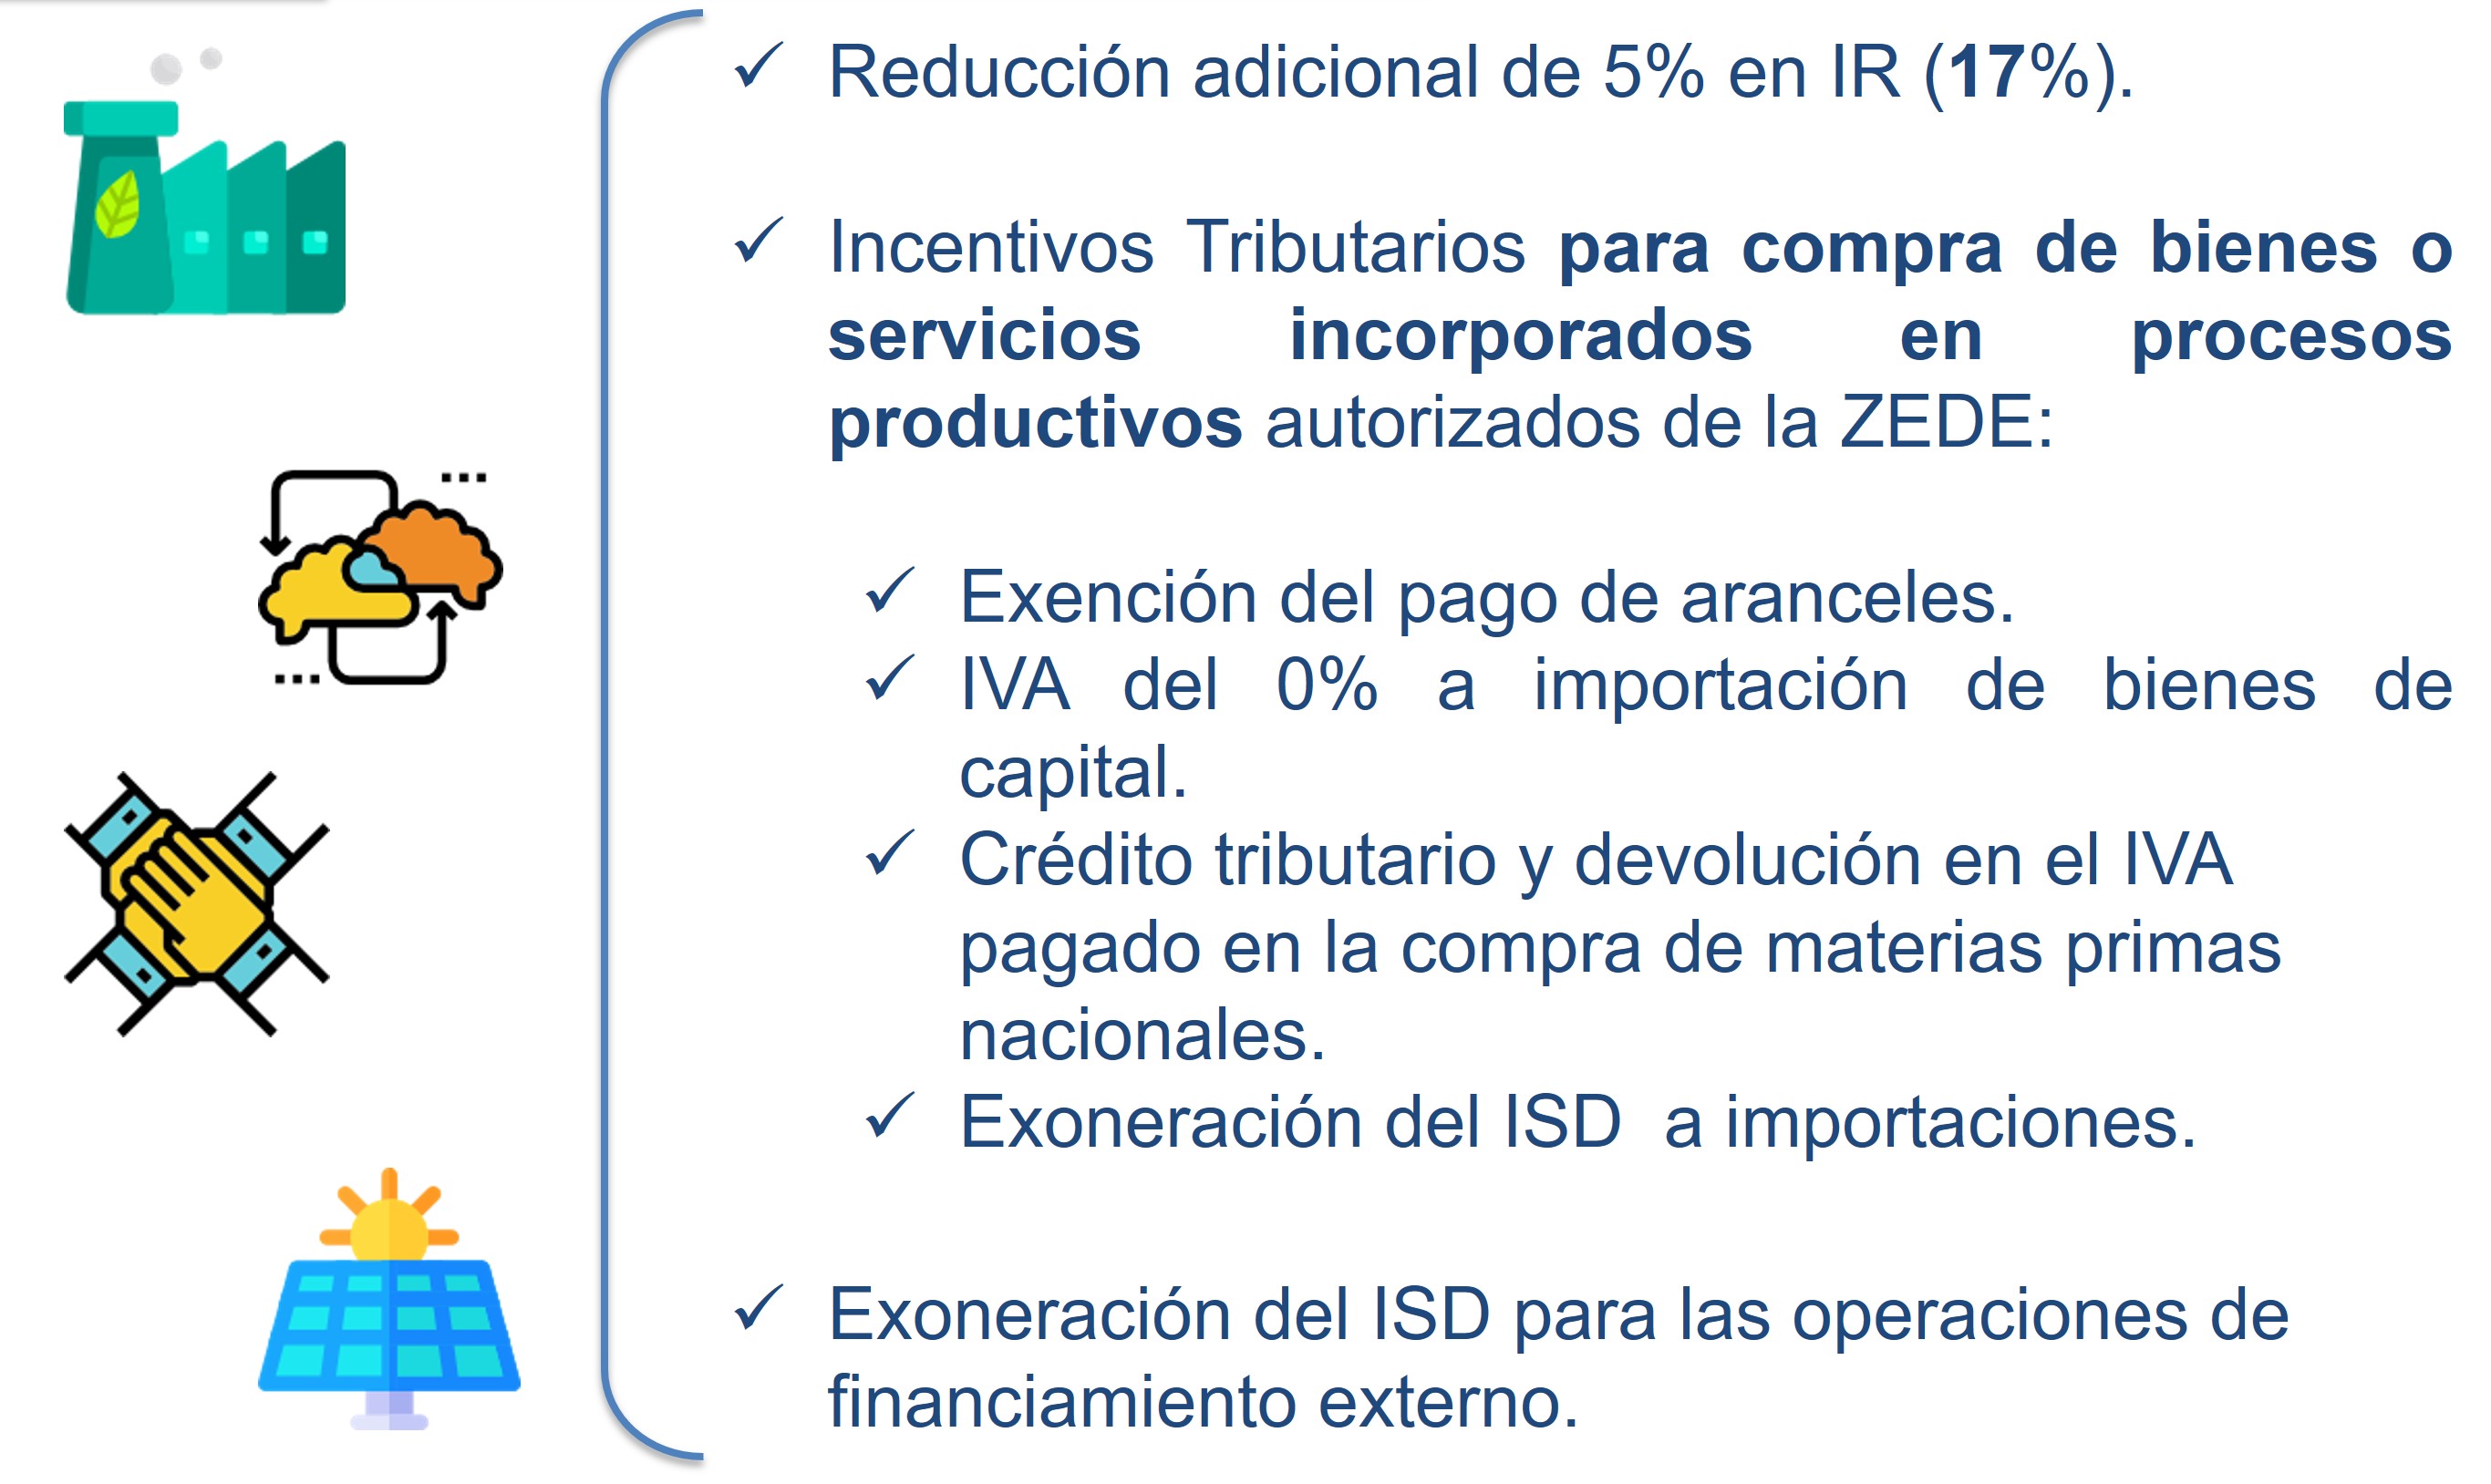 Reducción adicional de 5% en IR (17%).
Incentivos Tributarios para compra de bienes o
servicios incorporados en procesos
productivos autorizados de la ZEDE:
Exención del pago de aranceles.
IVA del 0% a importación de bienes de
capital.
Crédito tributario y devolución en el IVA
pagado en la compra de materias primas
nacionales.
Exoneración del ISD a importaciones.
Exoneración del ISD para las operaciones de
financiamiento externo.